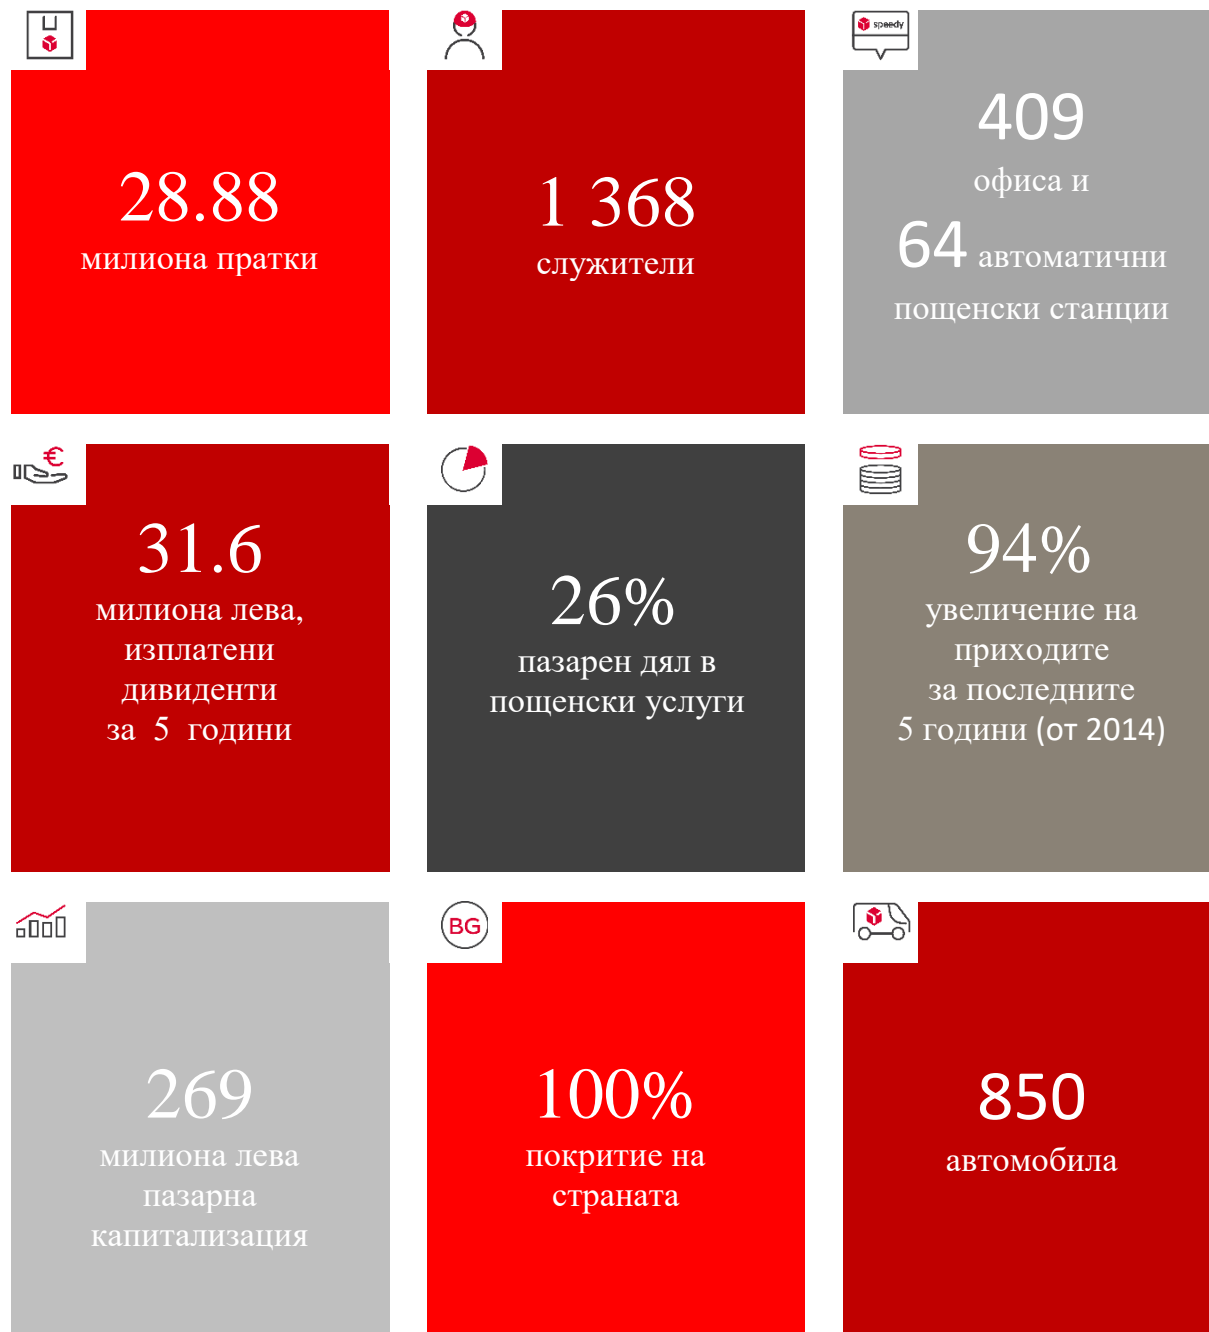 28.88
милиона пратки
1 368
служители
speedy
409
офиса и
64 автоматични
пощенски станции
€
31.6
милиона лева,
изплатени
дивиденти
за 5 години
26%
пазарен дял в
пощенски услуги
94%
увеличение на
приходите
за последните
5 години (от 2014)
269
милиона лева
пазарна
капитализация
BG
100%
покритие на
страната
850
автомобила